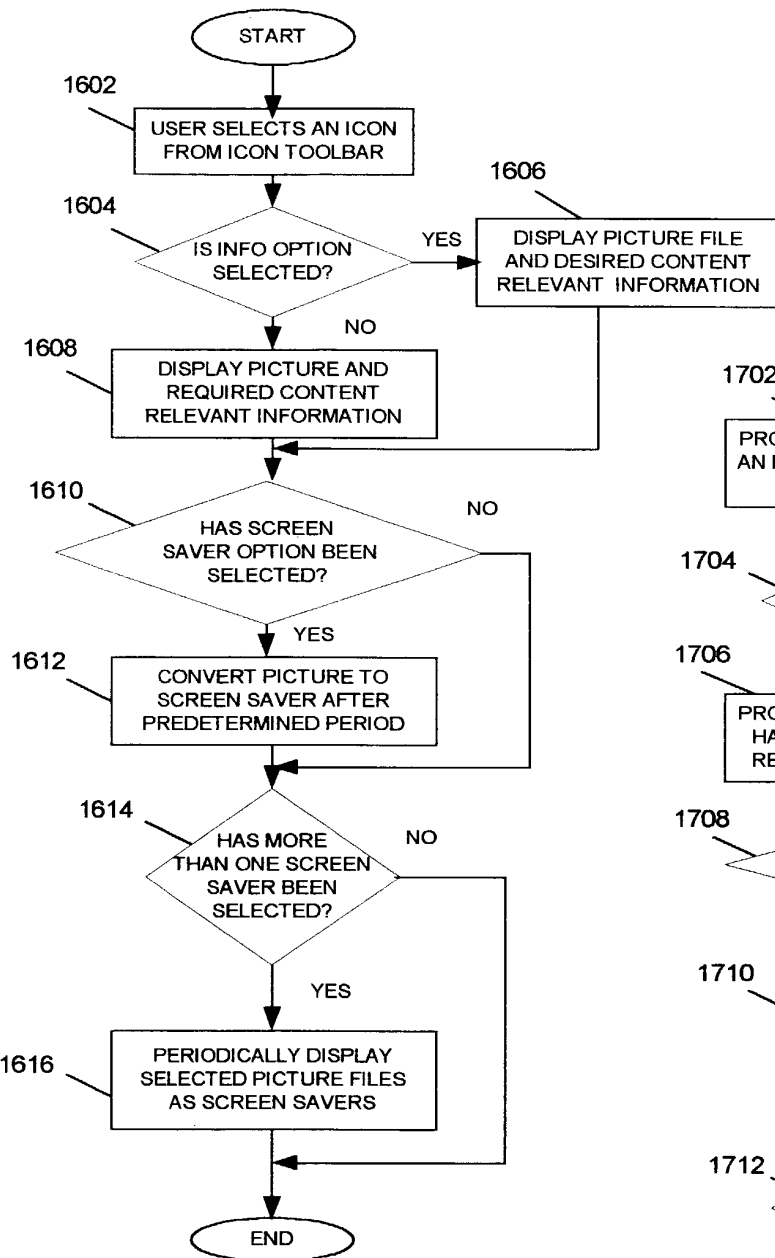 START
1602
USER SELECTS AN ICON
FROM ICON TOOLBAR
1604
IS INFO OPTION
SELECTED?
YES
1606
DISPLAY PICTURE FILE
AND DESIRED CONTENT
RELEVANT INFORMATION
NO
1608
DISPLAY PICTURE AND
REQUIRED CONTENT
RELEVANT INFORMATION
1610
HAS SCREEN
SAVER OPTION BEEN
SELECTED?
NO
YES
1612
CONVERT PICTURE TO
SCREEN SAVER AFTER
PREDETERMINED PERIOD
1614
HAS MORE
THAN ONE SCREEN
SAVER BEEN
SELECTED?
NO
YES
1616
PERIODICALLY DISPLAY
SELECTED PICTURE FILES
AS SCREEN SAVERS
END
1702
AN
1704
1706
1708
1710
1712